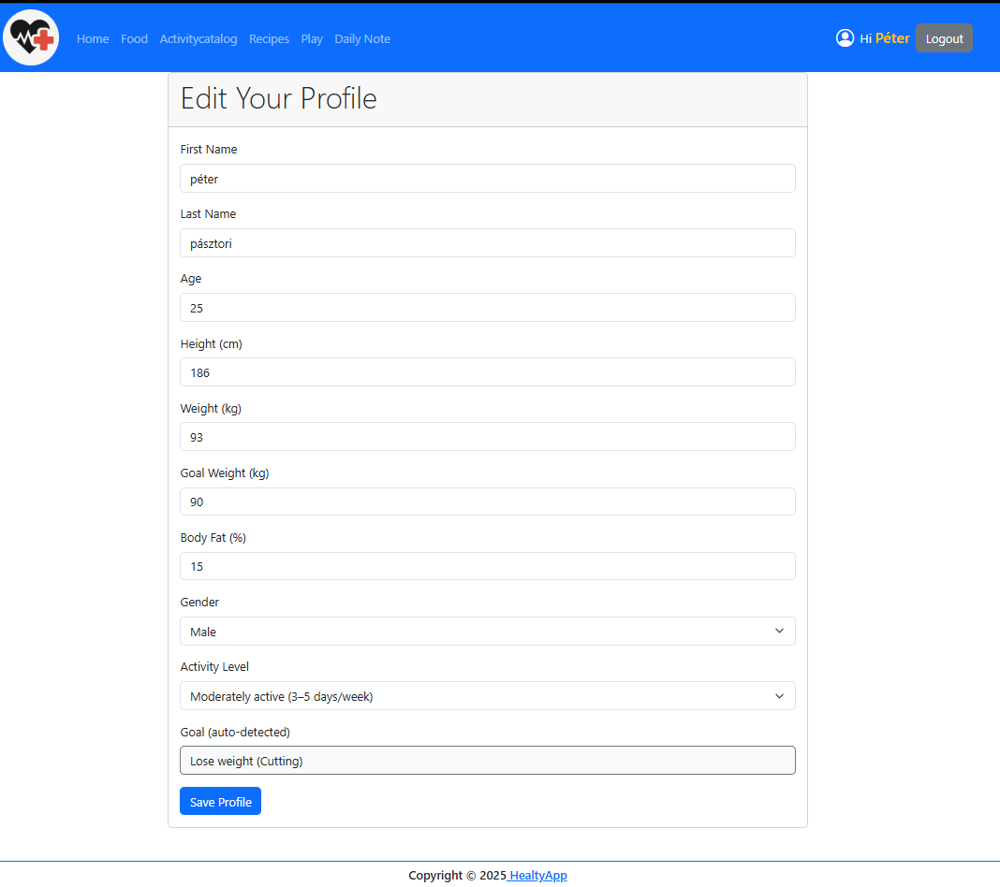 Home Food Activitycatalog Recipes Play Daily Note Hi Péter Logout
Edit Your Profile
First Name
péter
Last Name
pásztori
Age
25
Height (cm)
186
Weight (kg)
93
Goal Weight (kg)
90
Body Fat (%)
15
Gender
Male
Activity Level
Moderately active (3–5 days/week)
Goal (auto-detected)
Lose weight (Cutting)
Save Profile
Copyright © 2025 HealtyApp